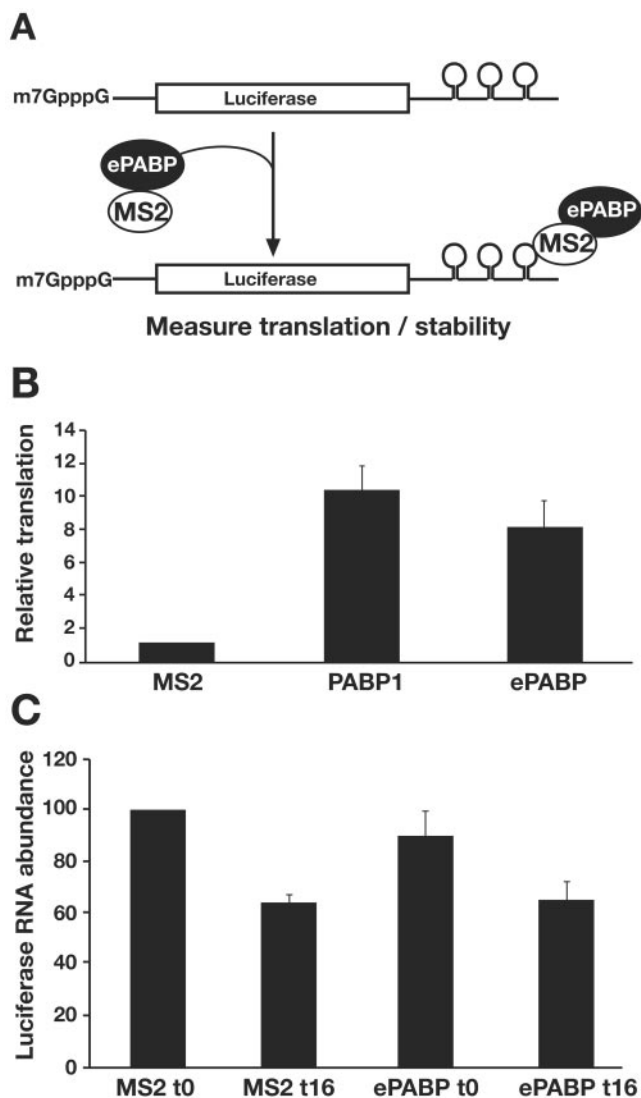 A
m7GpppG
Luciferase
ePABP
MS2
ePABP
MS2
m7GpppG
Luciferase
Measure translation / stability
B
Relative translation
14
12
10
8
6
4
2
0
MS2 PABP1 ePABP
C
Luciferase RNA abundance
120
100
80
60
40
20
0
MS2 t0 MS2 t16 ePABP t0 ePABP t16